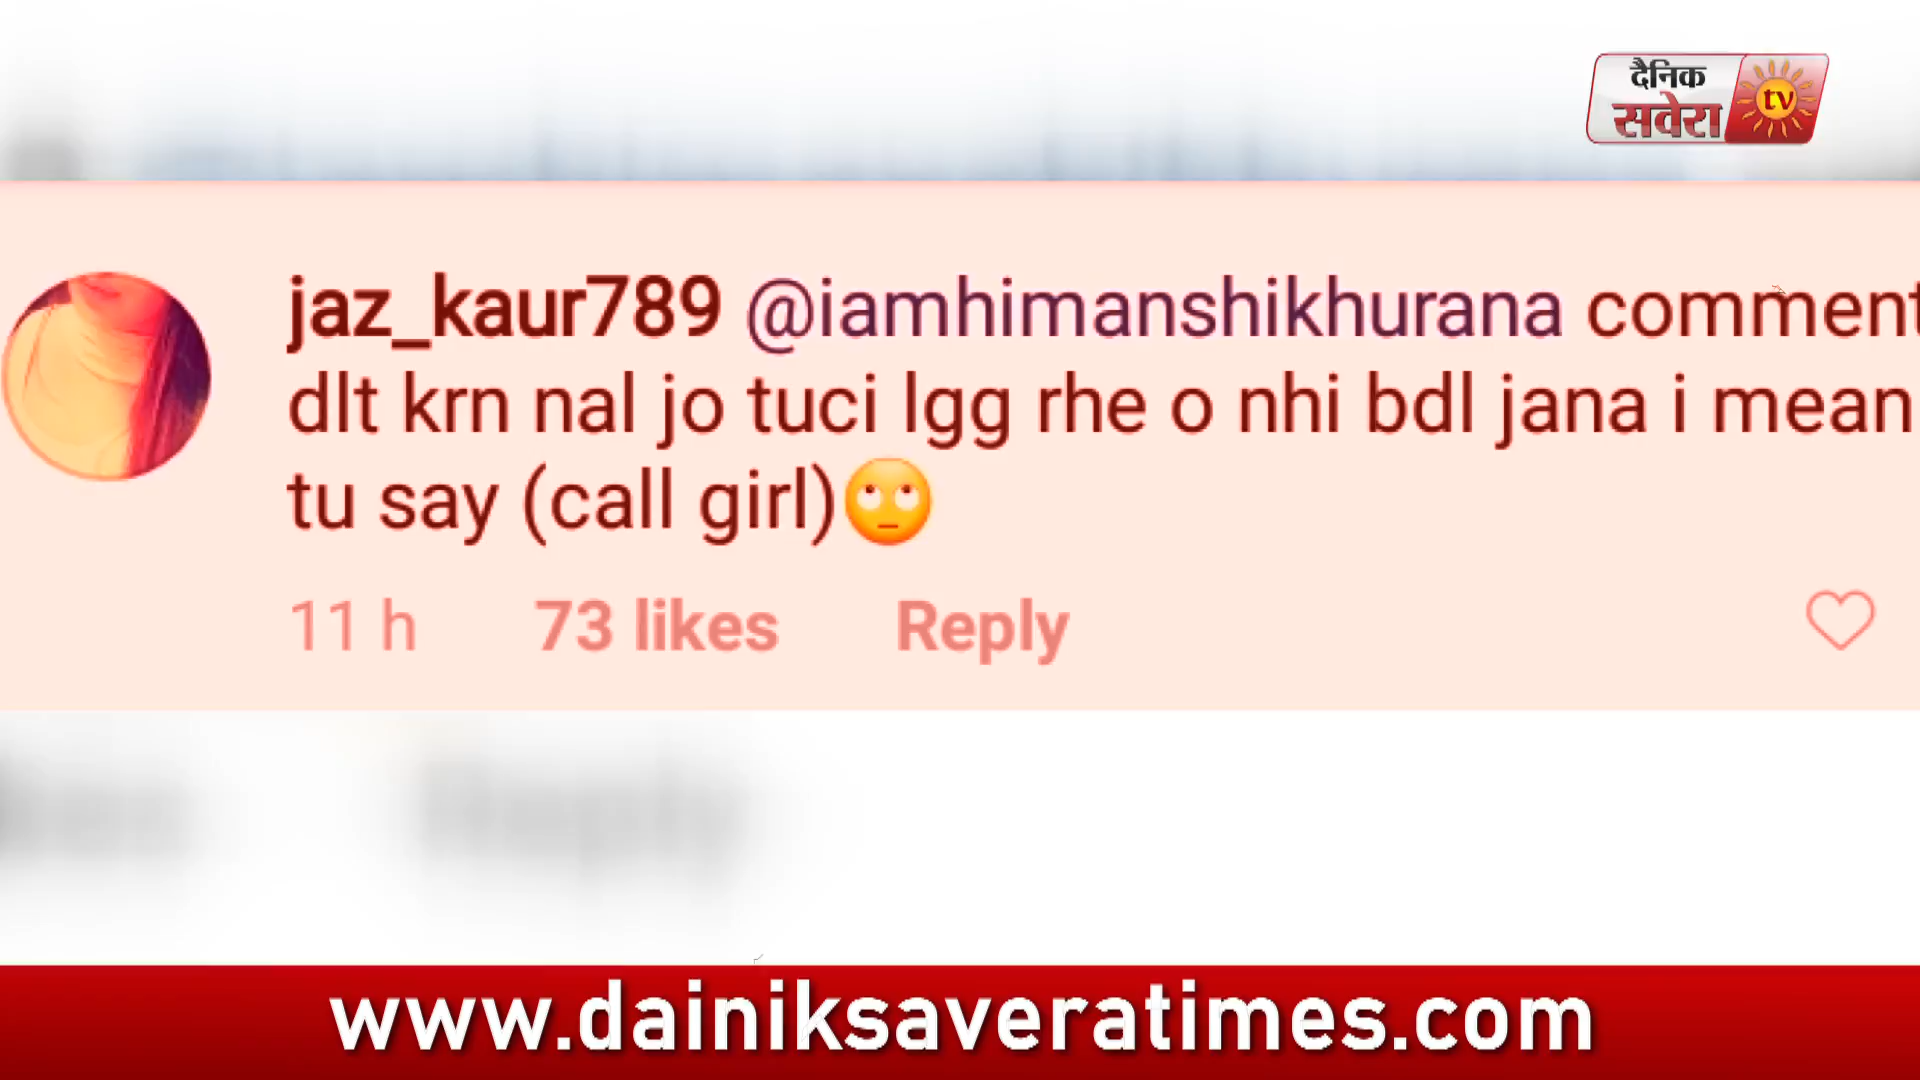 दैनिक
सवेरा tv
jaz_kaur789 @iamhimanshikhurana comment
dlt krn nal jo tuci lgg rhe o nhi bdl jana i mean
tu say (call girl)🙄
11 h 73 likes Reply
Reply
www.dainiksaveratimes.com